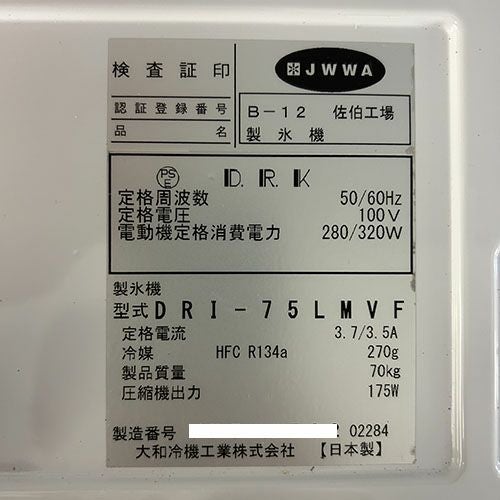 検査証印 JWWA
認証登録番号 B-12 佐伯工場
品名 製氷機
PSE D.R.K
定格周波数 50/60Hz
定格電圧 100V
電動機定格消費電力 280/320W
製氷機
型式 DRI-75LMVF
定格電流 3.7/3.5A
冷媒 HFC R134a 270g
製品質量 70kg
圧縮機出力 175W
製造番号 02284
大和冷機工業株式会社 【日本製】